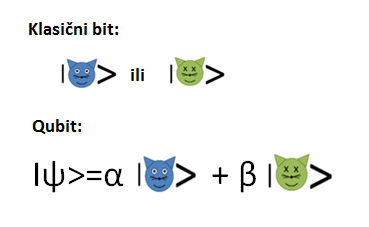 Klasični bit:
| > ili | >
Qubit:
|ψ>=α | > + β | >